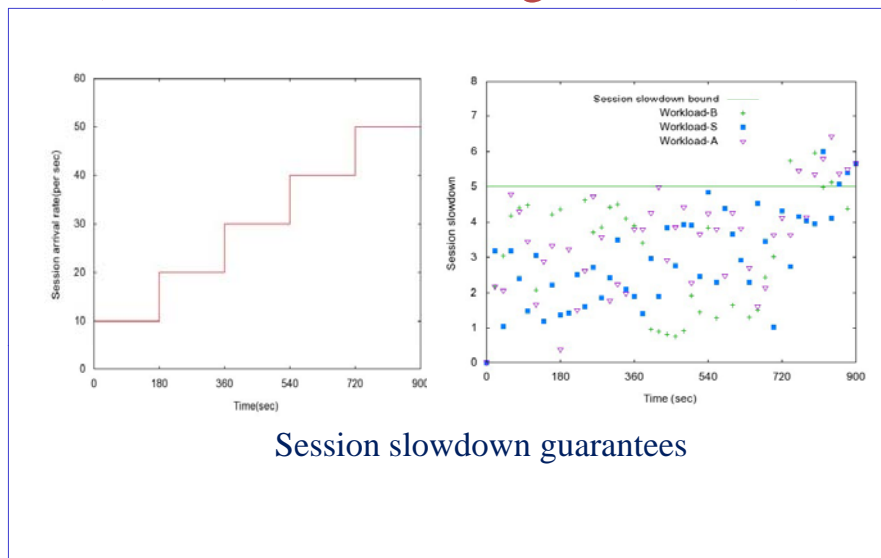 60
50
40
30
20
10
0
Session arrival rate(per sec)
0 180 360 540 720 900
Time(sec)
8
7
6
5
4
3
2
1
0
Session slowdown
Session slowdown bound
Workload-B
Workload-S
Workload-A
0 180 360 540 720 900
Time (sec)
Session slowdown guarantees